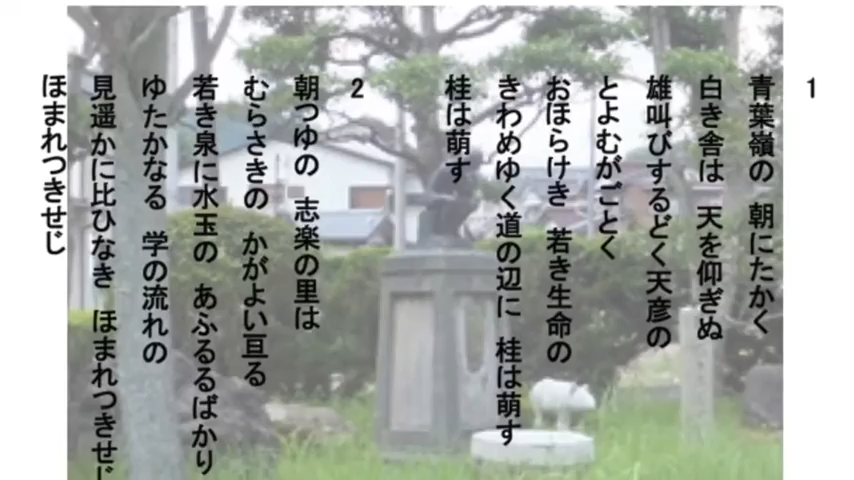 1
青葉嶺の 朝にたかく
白き舎は 天を仰ぎぬ
雄叫びするどく天彦の
とよむがごとく
おほらけき 若き生命の
きわめゆく道の辺に 桂は萌す
桂は萌す
2
朝つゆの 志楽の里は
むらさきの かがよい亘る
若き泉に水玉の あふるるばかり
ゆたかなる 学の流れの
見遥かに比ひなき ほまれつきせじ
ほまれつきせじ